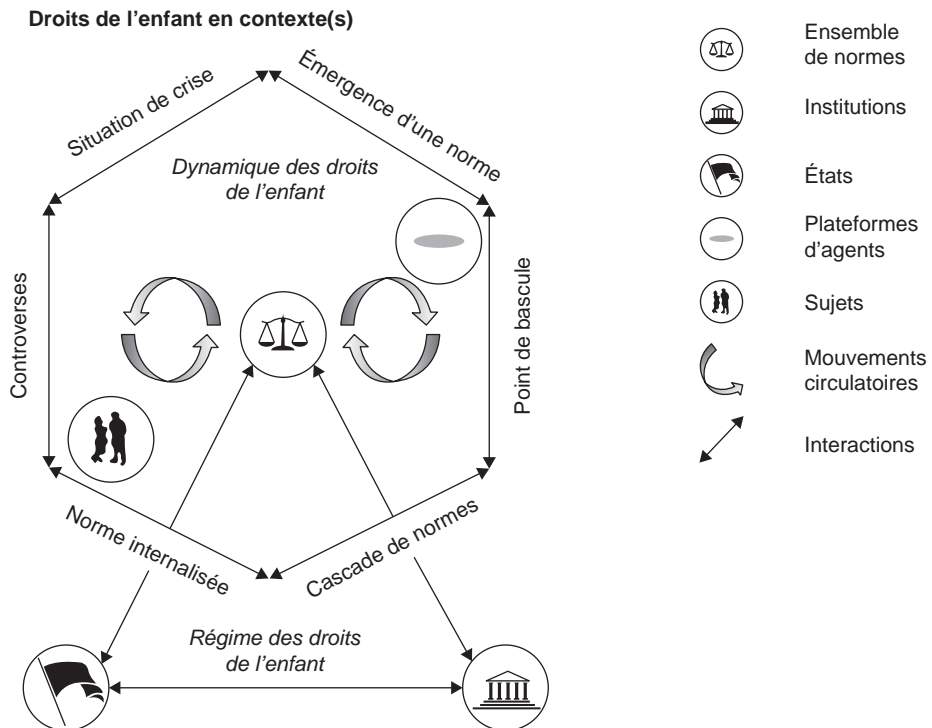 Droits de l’enfant en contexte(s)
Situation de crise
Émergence d’une norme
Dynamique des droits
de l’enfant
Controverses
Point de bascule
Norme internalisée
Cascade de normes
Régime des droits
de l’enfant
Ensemble
de normes
Institutions
États
Plateformes
d’agents
Sujets
Mouvements
circulatoires
Interactions